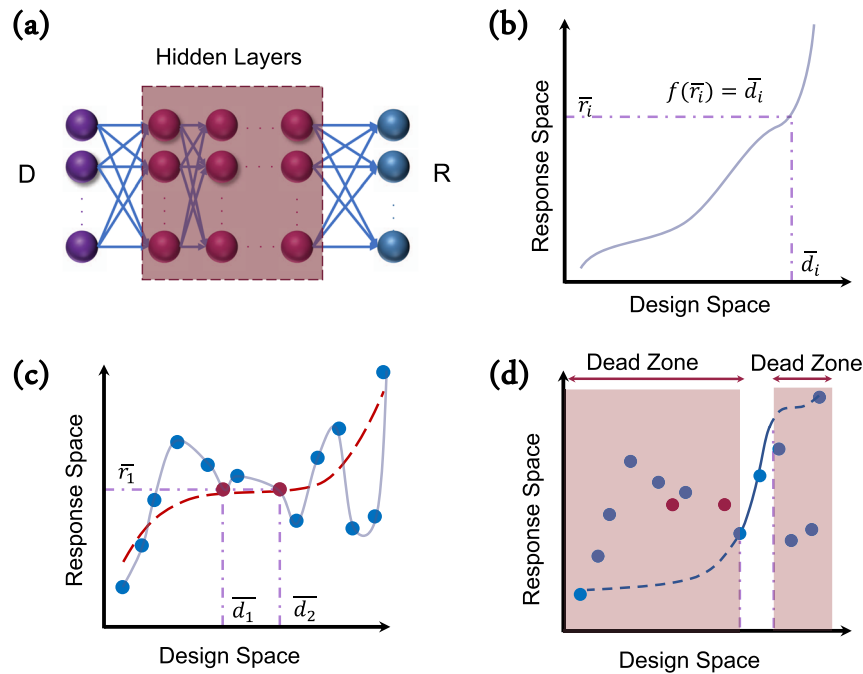 (a)
Hidden Layers
D
R
(b)
Response Space
r̅ᵢ
f(r̅ᵢ) = d̅ᵢ
d̅ᵢ
Design Space
(c)
Response Space
r̅₁
d̅₁
d̅₂
Design Space
(d)
Dead Zone
Dead Zone
Response Space
Design Space